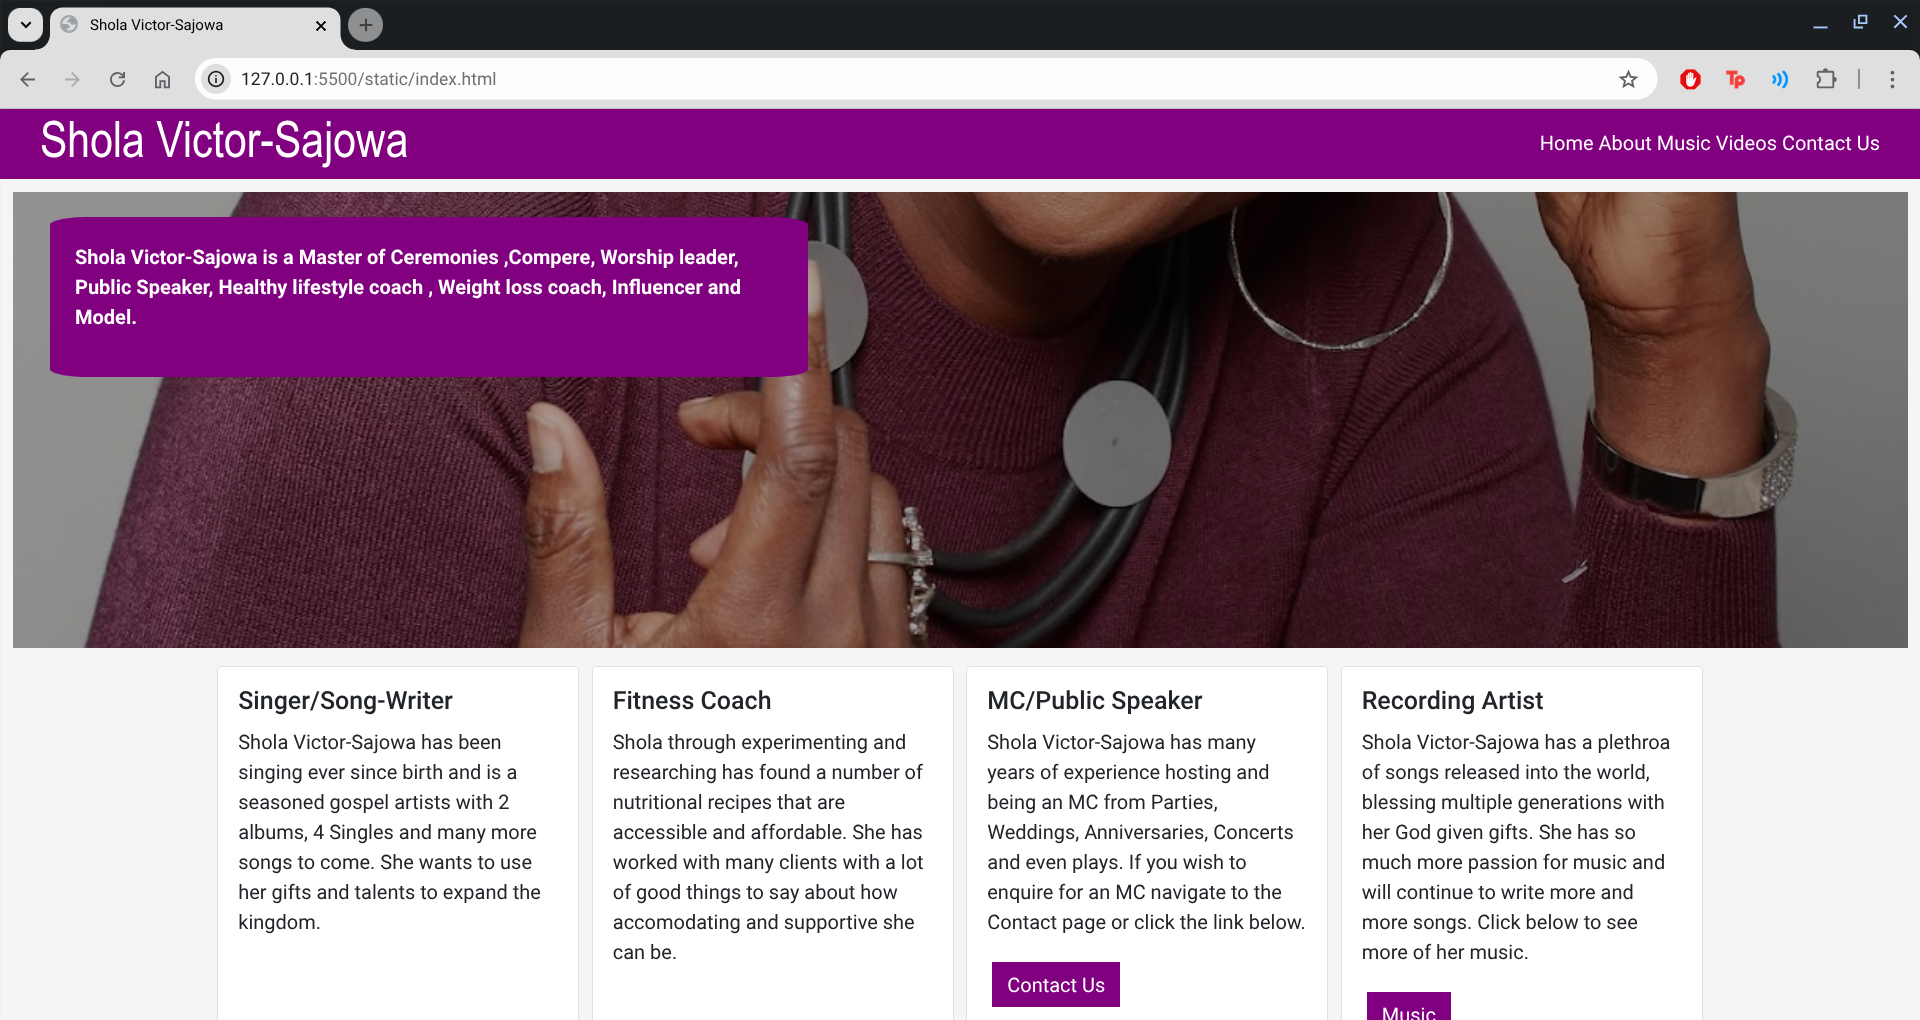 Shola Victor-Sajowa
127.0.0.1:5500/static/index.html
Shola Victor-Sajowa
Home About Music Videos Contact Us
Shola Victor-Sajowa is a Master of Ceremonies ,Compere, Worship leader,
Public Speaker, Healthy lifestyle coach , Weight loss coach, Influencer and
Model.
Singer/Song-Writer
Shola Victor-Sajowa has been
singing ever since birth and is a
seasoned gospel artists with 2
albums, 4 Singles and many more
songs to come. She wants to use
her gifts and talents to expand the
kingdom.
Fitness Coach
Shola through experimenting and
researching has found a number of
nutritional recipes that are
accessible and affordable. She has
worked with many clients with a lot
of good things to say about how
accomodating and supportive she
can be.
MC/Public Speaker
Shola Victor-Sajowa has many
years of experience hosting and
being an MC from Parties,
Weddings, Anniversaries, Concerts
and even plays. If you wish to
enquire for an MC navigate to the
Contact page or click the link below.
Contact Us
Recording Artist
Shola Victor-Sajowa has a plethroa
of songs released into the world,
blessing multiple generations with
her God given gifts. She has so
much more passion for music and
will continue to write more and
more songs. Click below to see
more of her music.
Music